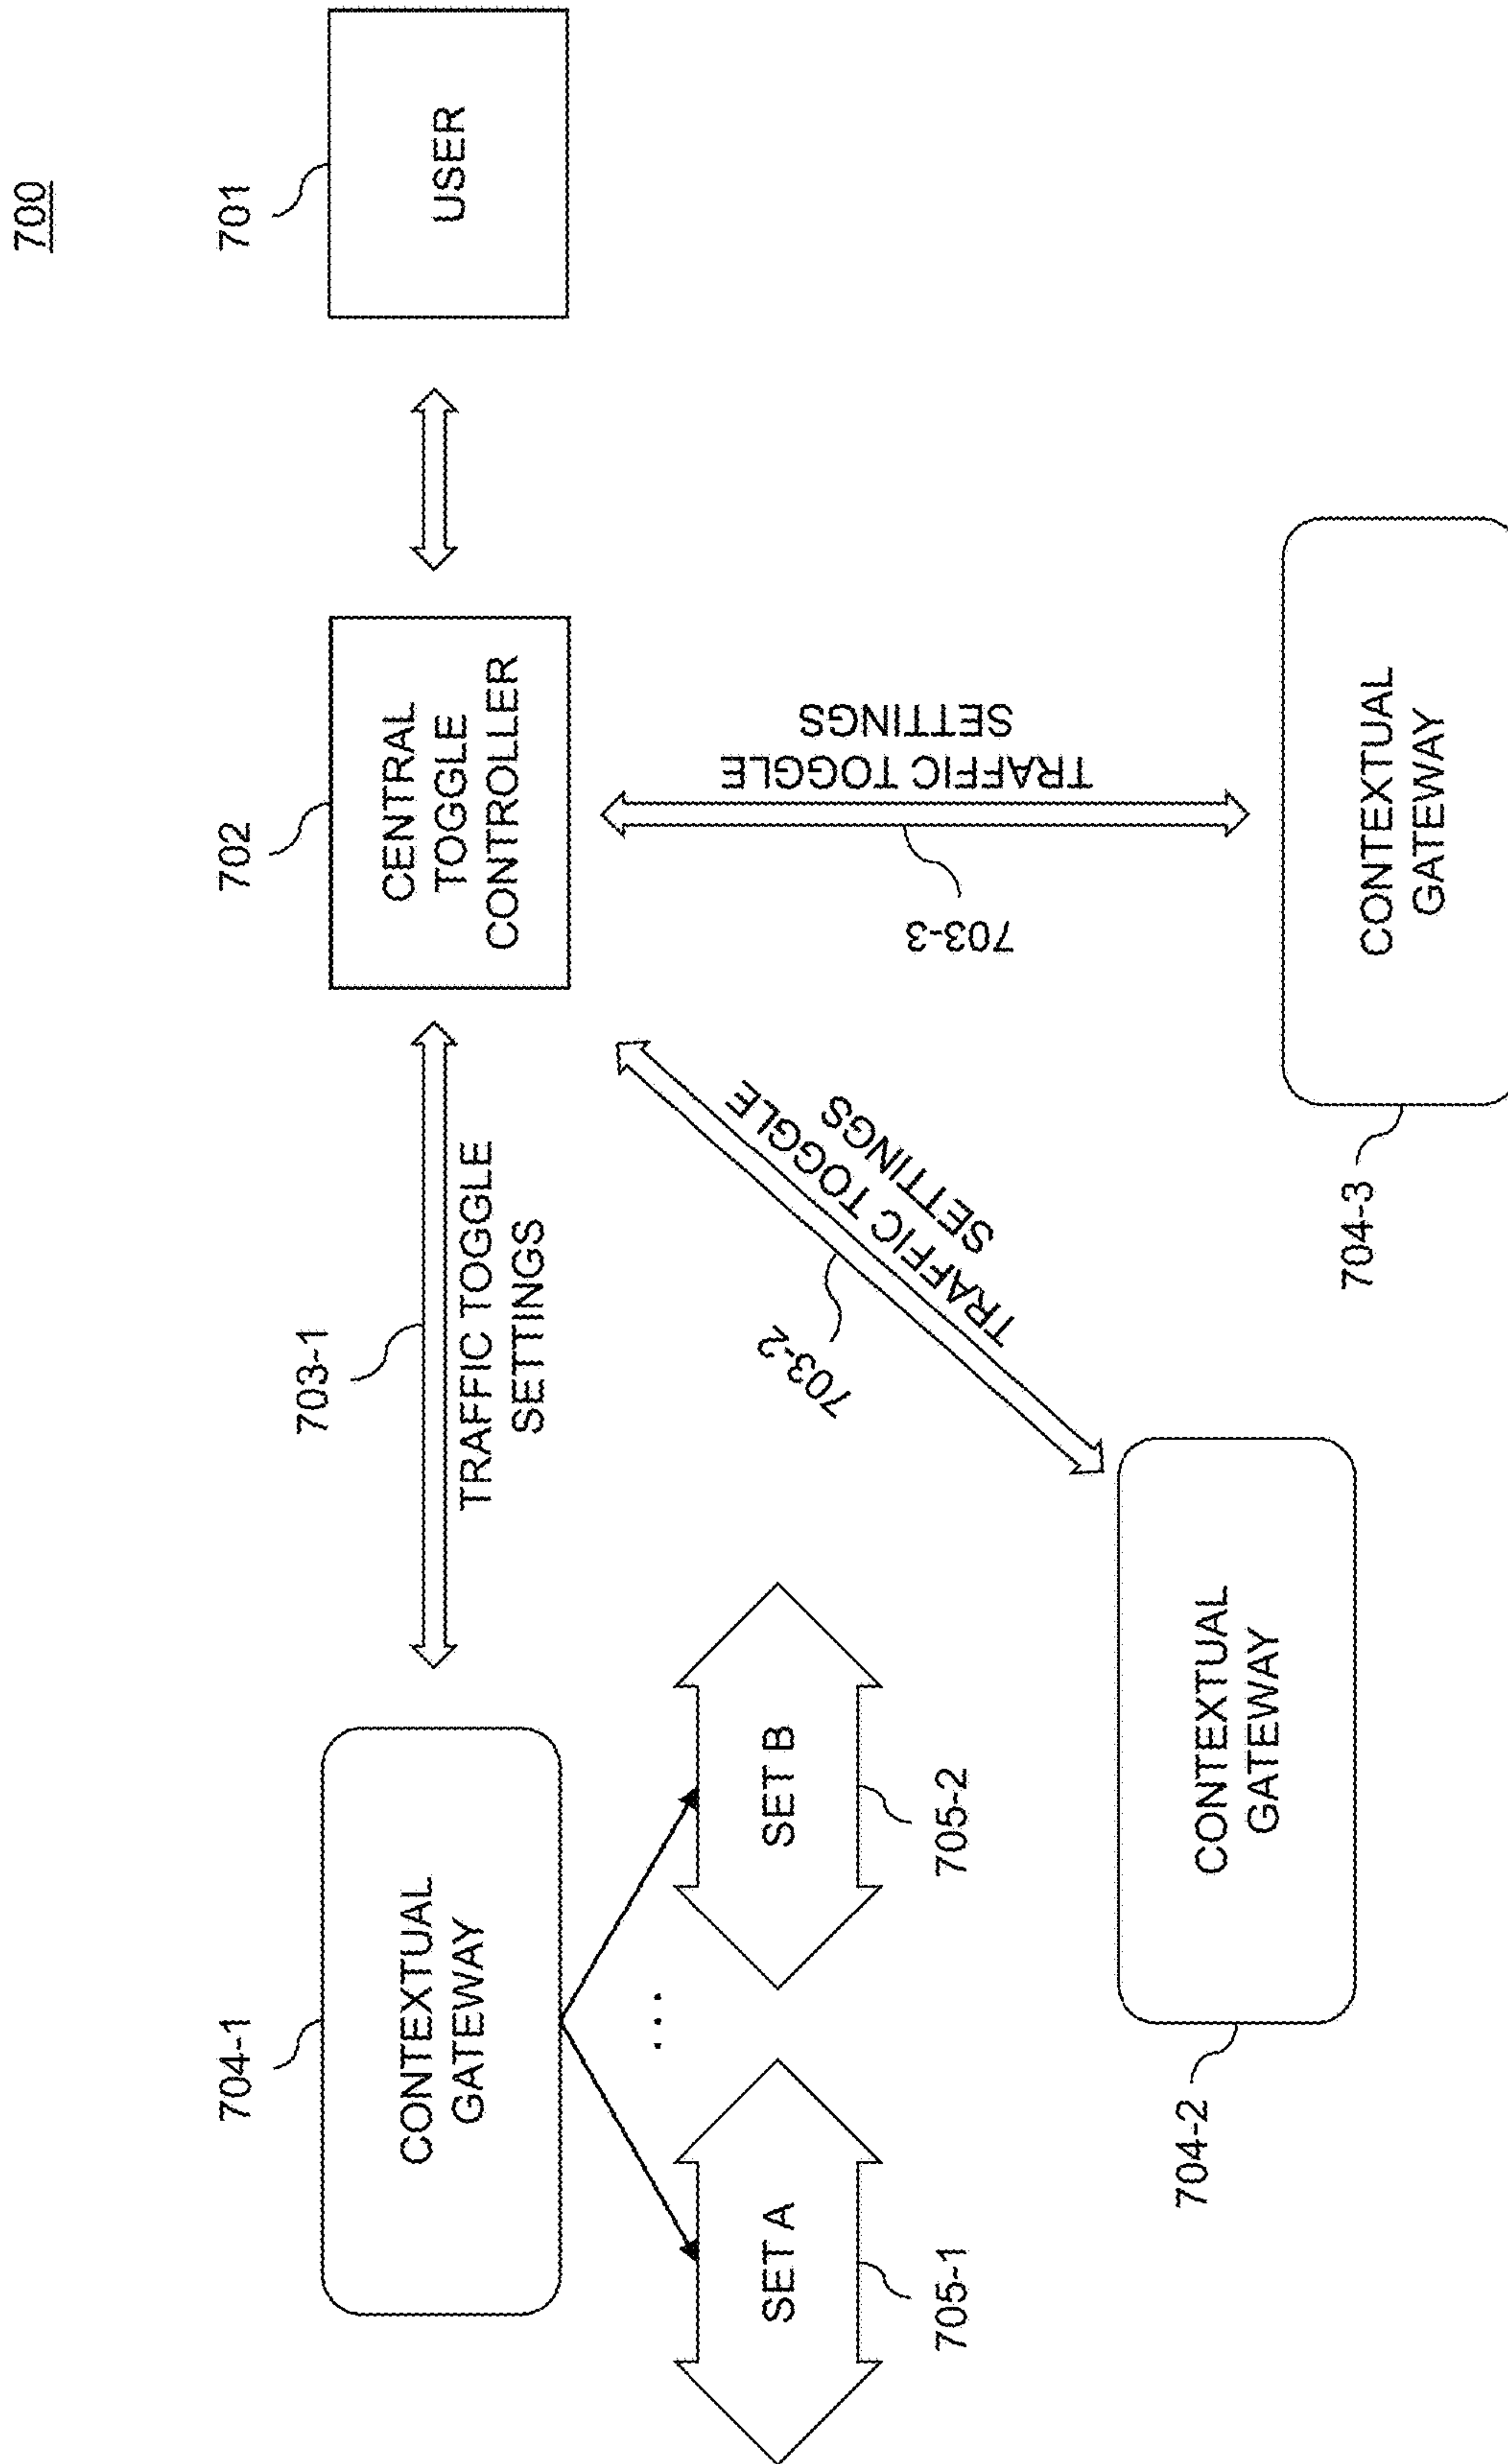 700
704-1
CONTEXTUAL
GATEWAY
703-1
TRAFFIC TOGGLE
SETTINGS
702
CENTRAL
TOGGLE
CONTROLLER
701
USER
SET A
705-1
. . .
SET B
705-2
703-2
TRAFFIC TOGGLE
SETTINGS
703-3
TRAFFIC TOGGLE
SETTINGS
704-2
CONTEXTUAL
GATEWAY
704-3
CONTEXTUAL
GATEWAY